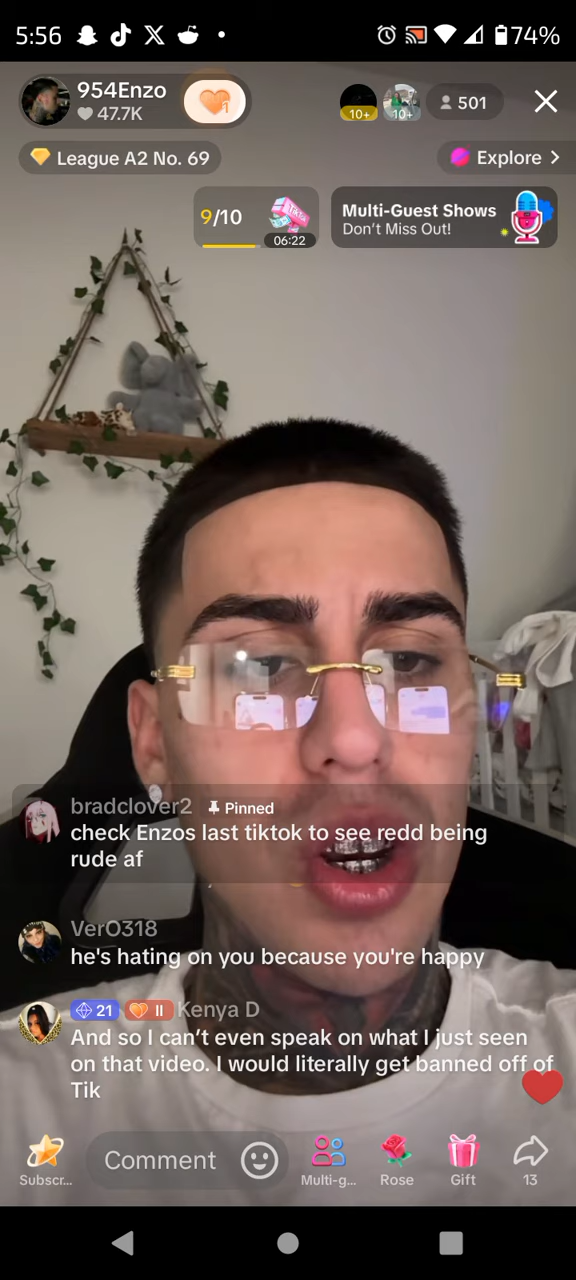 5:56
74%
954Enzo
47.7K
1
10+
10+
501
League A2 No. 69
Explore
9/10
06:22
Multi-Guest Shows
Don't Miss Out!
bradclover2 Pinned
check Enzos last tiktok to see redd being
rude af
VerO318
he's hating on you because you're happy
21 II Kenya D
And so I can't even speak on what I just seen
on that video. I would literally get banned off of
Tik
Comment
Subscr...
Multi-g...
Rose
Gift
13